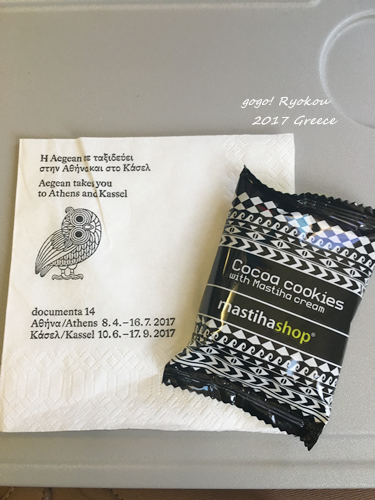 gogo! Ryokou
2017 Greece
Η Aegean σε ταξιδεύει
στην Αθήνα και στο Κάσελ
Aegean takes you
to Athens and Kassel
documenta 14
Αθήνα/Athens 8.4.–16.7. 2017
Κάσελ/Kassel 10.6.–17.9. 2017
Cocoa cookies
with Mastiha cream
mastihashop®